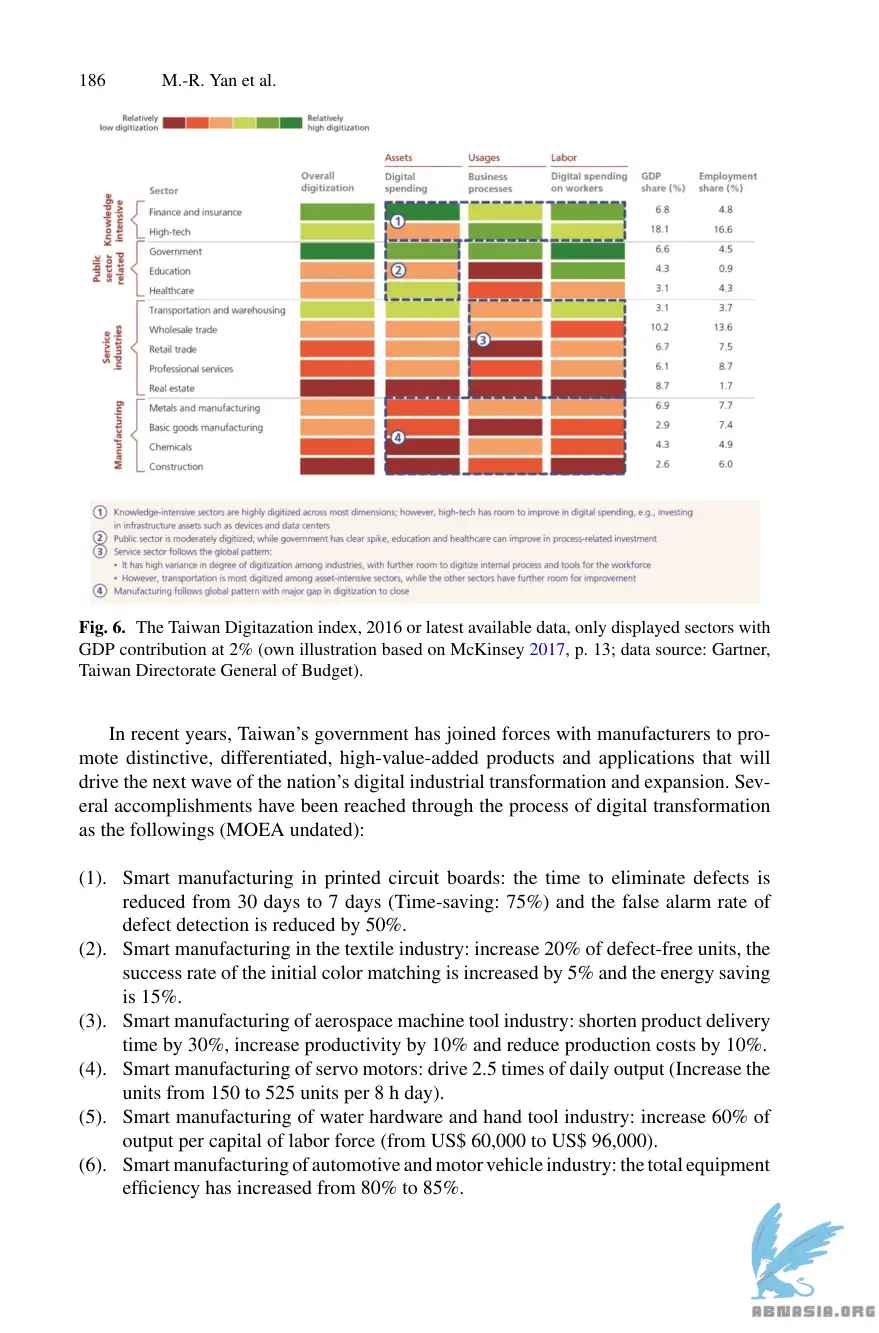 186 M.-R. Yan et al.
Relatively low digitization
Relatively high digitization
Assets Usages Labor
Sector Overall digitization Digital spending Business processes Digital spending on workers GDP share (%) Employment share (%)
Knowledge intensive
Finance and insurance 6.8 4.8
1
High-tech 18.1 16.6
Public sector related
Government 6.6 4.5
Education 2 4.3 0.9
Healthcare 3.1 4.3
Service industries
Transportation and warehousing 3.1 3.7
Wholesale trade 10.2 13.6
3
Retail trade 6.7 7.5
Professional services 6.1 8.7
Real estate 8.7 1.7
Manufacturing
Metals and manufacturing 6.9 7.7
Basic goods manufacturing 2.9 7.4
4
Chemicals 4.3 4.9
Construction 2.6 6.0
1 Knowledge-intensive sectors are highly digitized across most dimensions; however, high-tech has room to improve in digital spending, e.g., investing
in infrastructure assets such as devices and data centers
2 Public sector is moderately digitized; while government has clear spike, education and healthcare can improve in process-related investment
3 Service sector follows the global pattern:
• It has high variance in degree of digitization among industries, with further room to digitize internal process and tools for the workforce
• However, transportation is most digitized among asset-intensive sectors, while the other sectors have further room for improvement
4 Manufacturing follows global pattern with major gap in digitization to close
Fig. 6. The Taiwan Digitazation index, 2016 or latest available data, only displayed sectors with
GDP contribution at 2% (own illustration based on McKinsey 2017, p. 13; data source: Gartner,
Taiwan Directorate General of Budget).
In recent years, Taiwan's government has joined forces with manufacturers to pro-
mote distinctive, differentiated, high-value-added products and applications that will
drive the next wave of the nation's digital industrial transformation and expansion. Sev-
eral accomplishments have been reached through the process of digital transformation
as the followings (MOEA undated):
(1). Smart manufacturing in printed circuit boards: the time to eliminate defects is
reduced from 30 days to 7 days (Time-saving: 75%) and the false alarm rate of
defect detection is reduced by 50%.
(2). Smart manufacturing in the textile industry: increase 20% of defect-free units, the
success rate of the initial color matching is increased by 5% and the energy saving
is 15%.
(3). Smart manufacturing of aerospace machine tool industry: shorten product delivery
time by 30%, increase productivity by 10% and reduce production costs by 10%.
(4). Smart manufacturing of servo motors: drive 2.5 times of daily output (Increase the
units from 150 to 525 units per 8 h day).
(5). Smart manufacturing of water hardware and hand tool industry: increase 60% of
output per capital of labor force (from US$ 60,000 to US$ 96,000).
(6). Smart manufacturing of automotive and motor vehicle industry: the total equipment
efficiency has increased from 80% to 85%.
ABNASIA.ORG